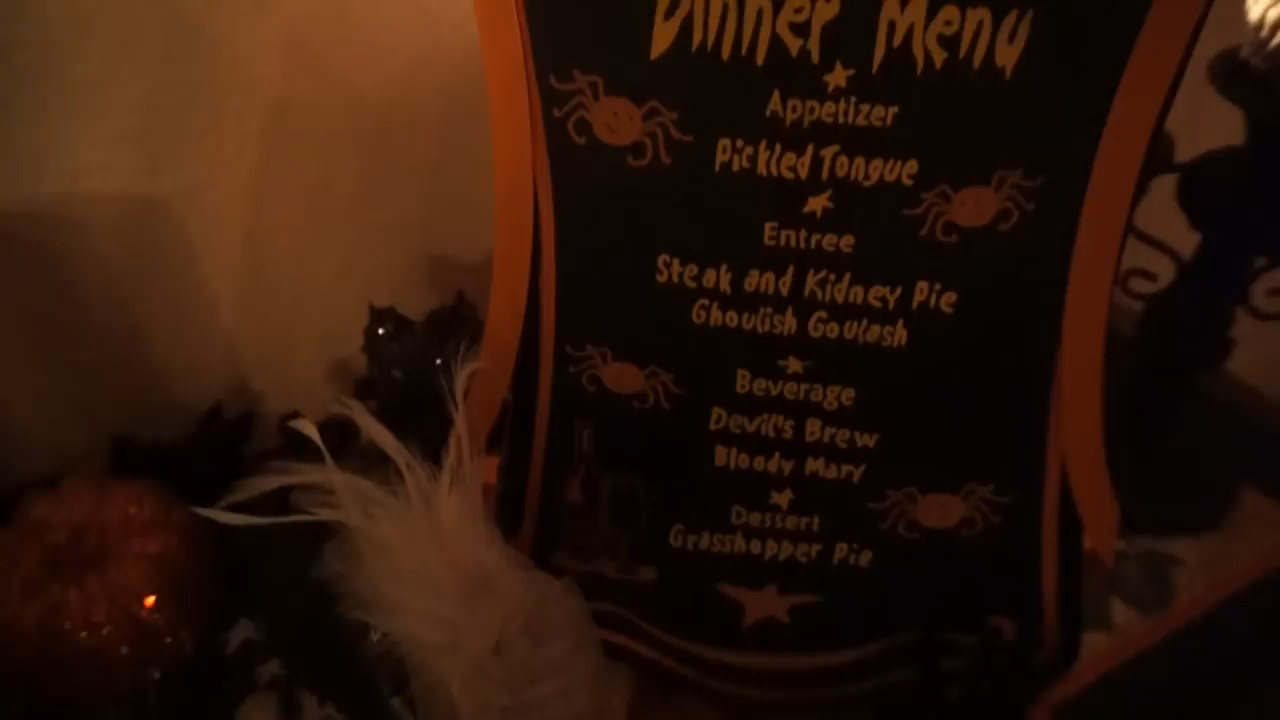 Dinner Menu
Appetizer
Pickled Tongue
Entree
Steak and Kidney Pie
Ghoulish Goulash
Beverage
Devil's Brew
Bloody Mary
Dessert
Grasshopper Pie